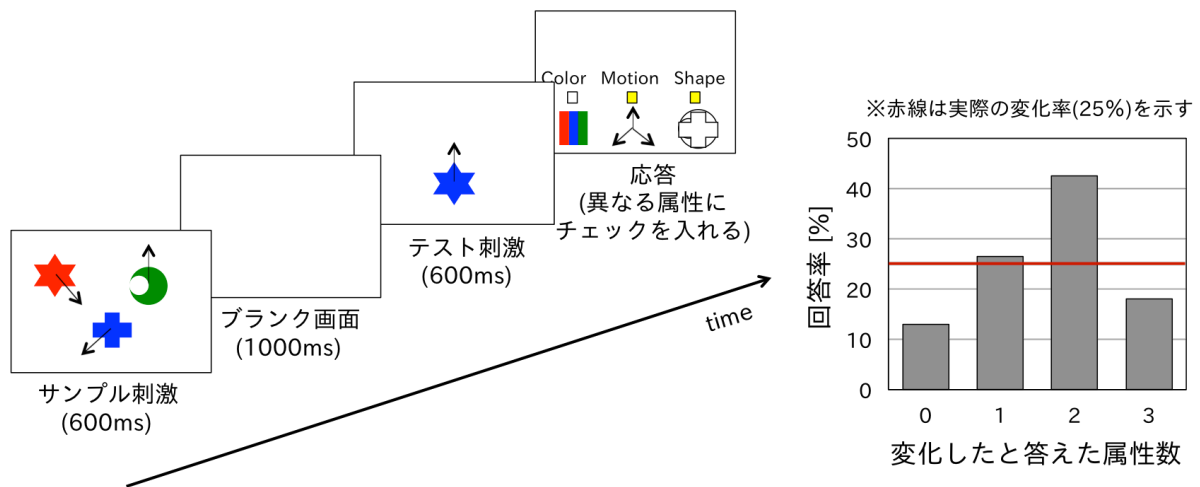 サンプル刺激
(600ms)
ブランク画面
(1000ms)
テスト刺激
(600ms)
Color Motion Shape
応答
(異なる属性に
チェックを入れる)
time
※赤線は実際の変化率(25%)を示す
回答率 [%]
50
40
30
20
10
0
0 1 2 3
変化したと答えた属性数